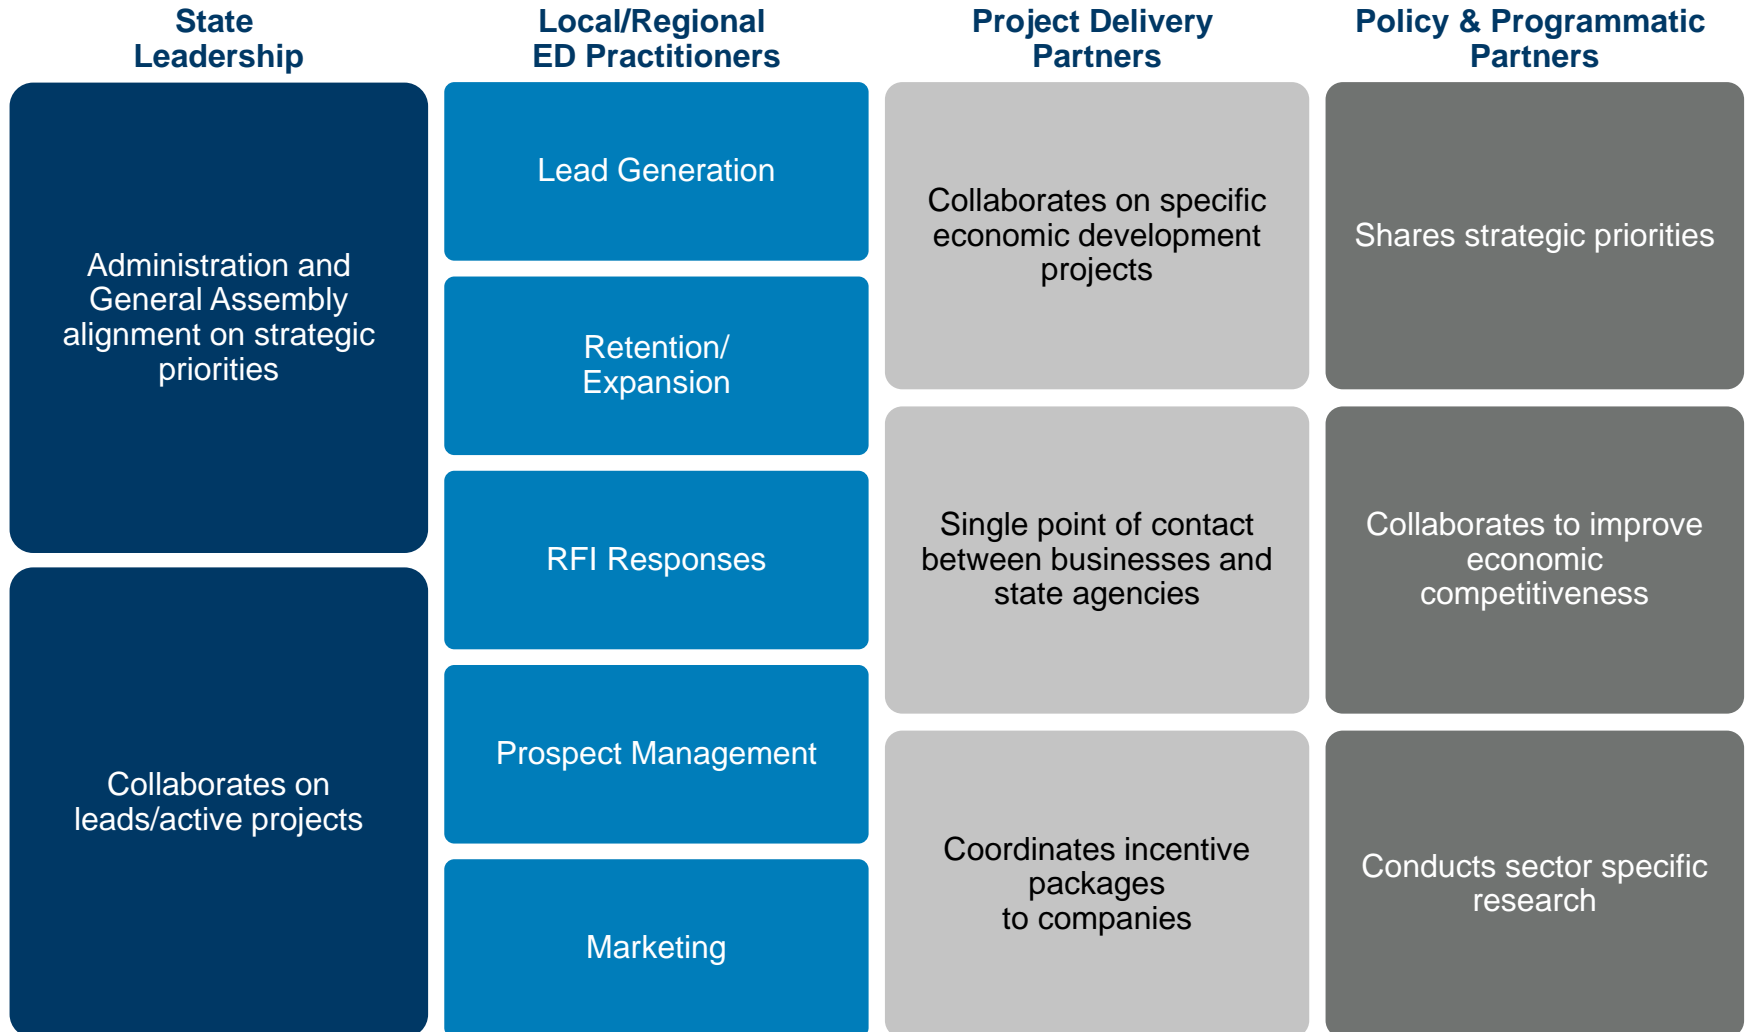 State
Leadership
Local/Regional
ED Practitioners
Project Delivery
Partners
Policy & Programmatic
Partners
Administration and
General Assembly
alignment on strategic
priorities
Collaborates on
leads/active projects
Lead Generation
Retention/
Expansion
RFI Responses
Prospect Management
Marketing
Collaborates on specific
economic development
projects
Single point of contact
between businesses and
state agencies
Coordinates incentive
packages
to companies
Shares strategic priorities
Collaborates to improve
economic
competitiveness
Conducts sector specific
research